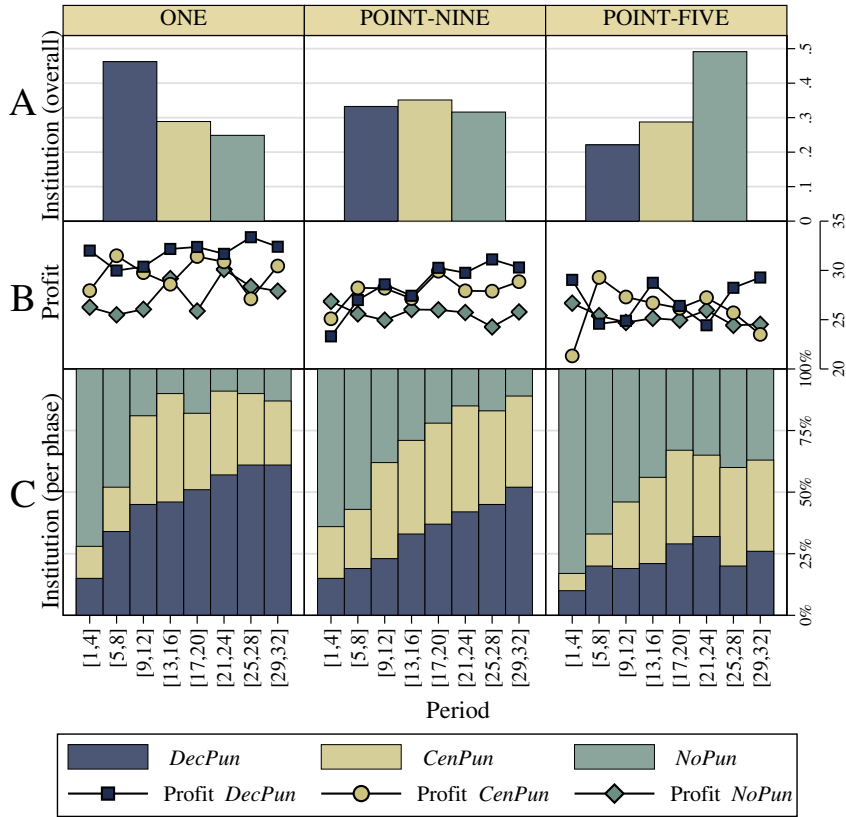 ONE POINT-NINE POINT-FIVE
A
Institution (overall)
.5
.4
.3
.2
.1
0
B
Profit
35
30
25
20
C
Institution (per phase)
100%
75%
50%
25%
0%
[1,4] [5,8] [9,12] [13,16] [17,20] [21,24] [25,28] [29,32] [1,4] [5,8] [9,12] [13,16] [17,20] [21,24] [25,28] [29,32] [1,4] [5,8] [9,12] [13,16] [17,20] [21,24] [25,28] [29,32]
Period
DecPun CenPun NoPun
Profit DecPun Profit CenPun Profit NoPun